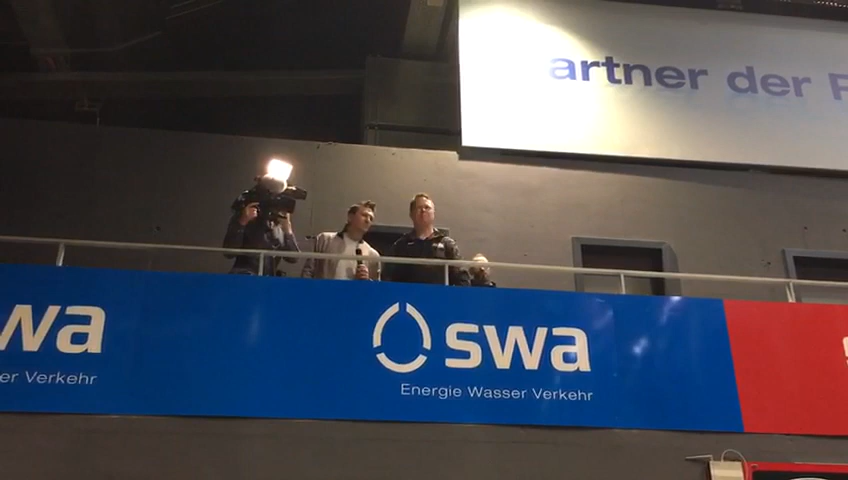 artner der
wa
er Verkehr
swa
Energie Wasser Verkehr